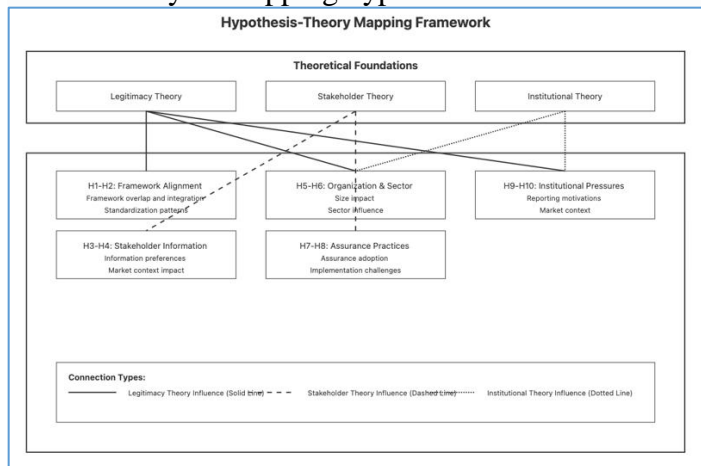 Hypothesis-Theory Mapping Framework
Theoretical Foundations
Legitimacy Theory
Stakeholder Theory
Institutional Theory
H1-H2: Framework Alignment
Framework overlap and integration
Standardization patterns
H5-H6: Organization & Sector
Size impact
Sector influence
H9-H10: Institutional Pressures
Reporting motivations
Market context
H3-H4: Stakeholder Information
Information preferences
Market context impact
H7-H8: Assurance Practices
Assurance adoption
Implementation challenges
Connection Types:
Legitimacy Theory Influence (Solid Line)
Stakeholder Theory Influence (Dashed Line)
Institutional Theory Influence (Dotted Line)